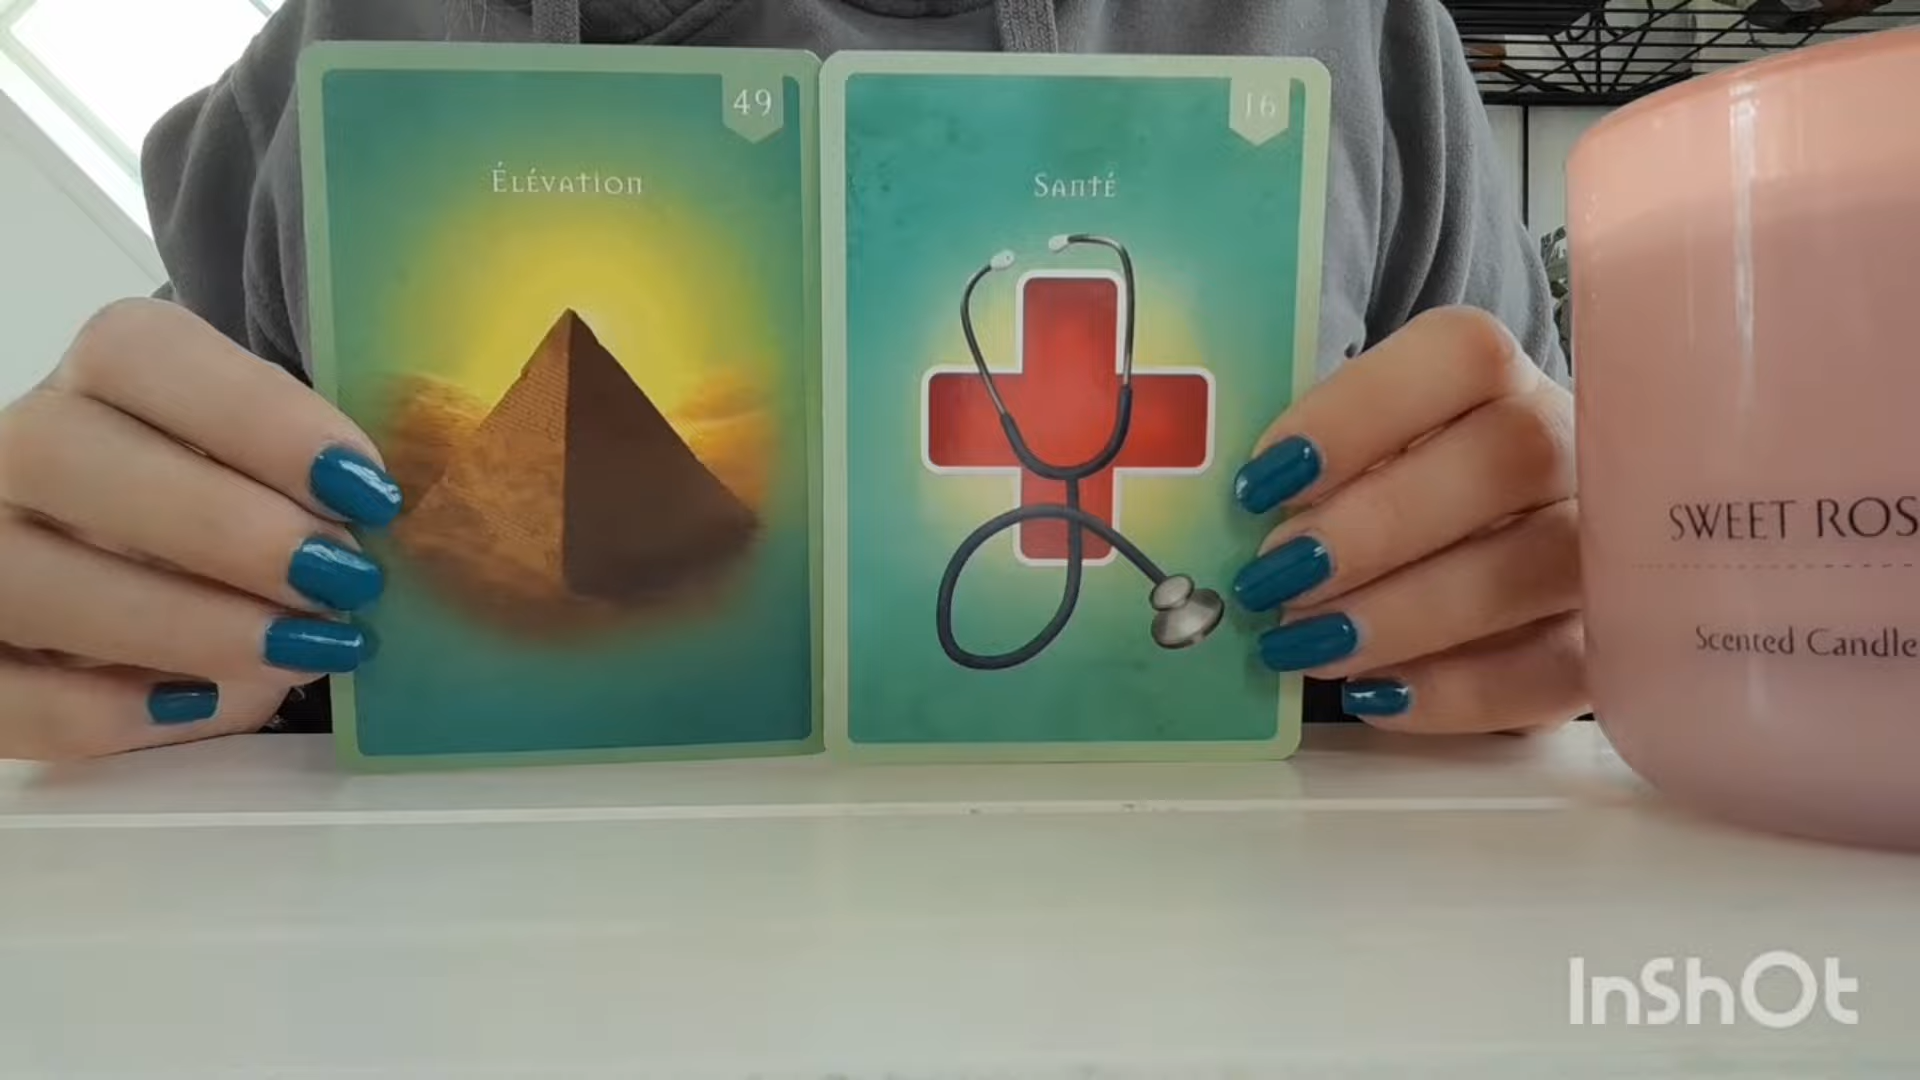 49
Élévation
16
Santé
SWEET ROS
Scented Candle
InShOt